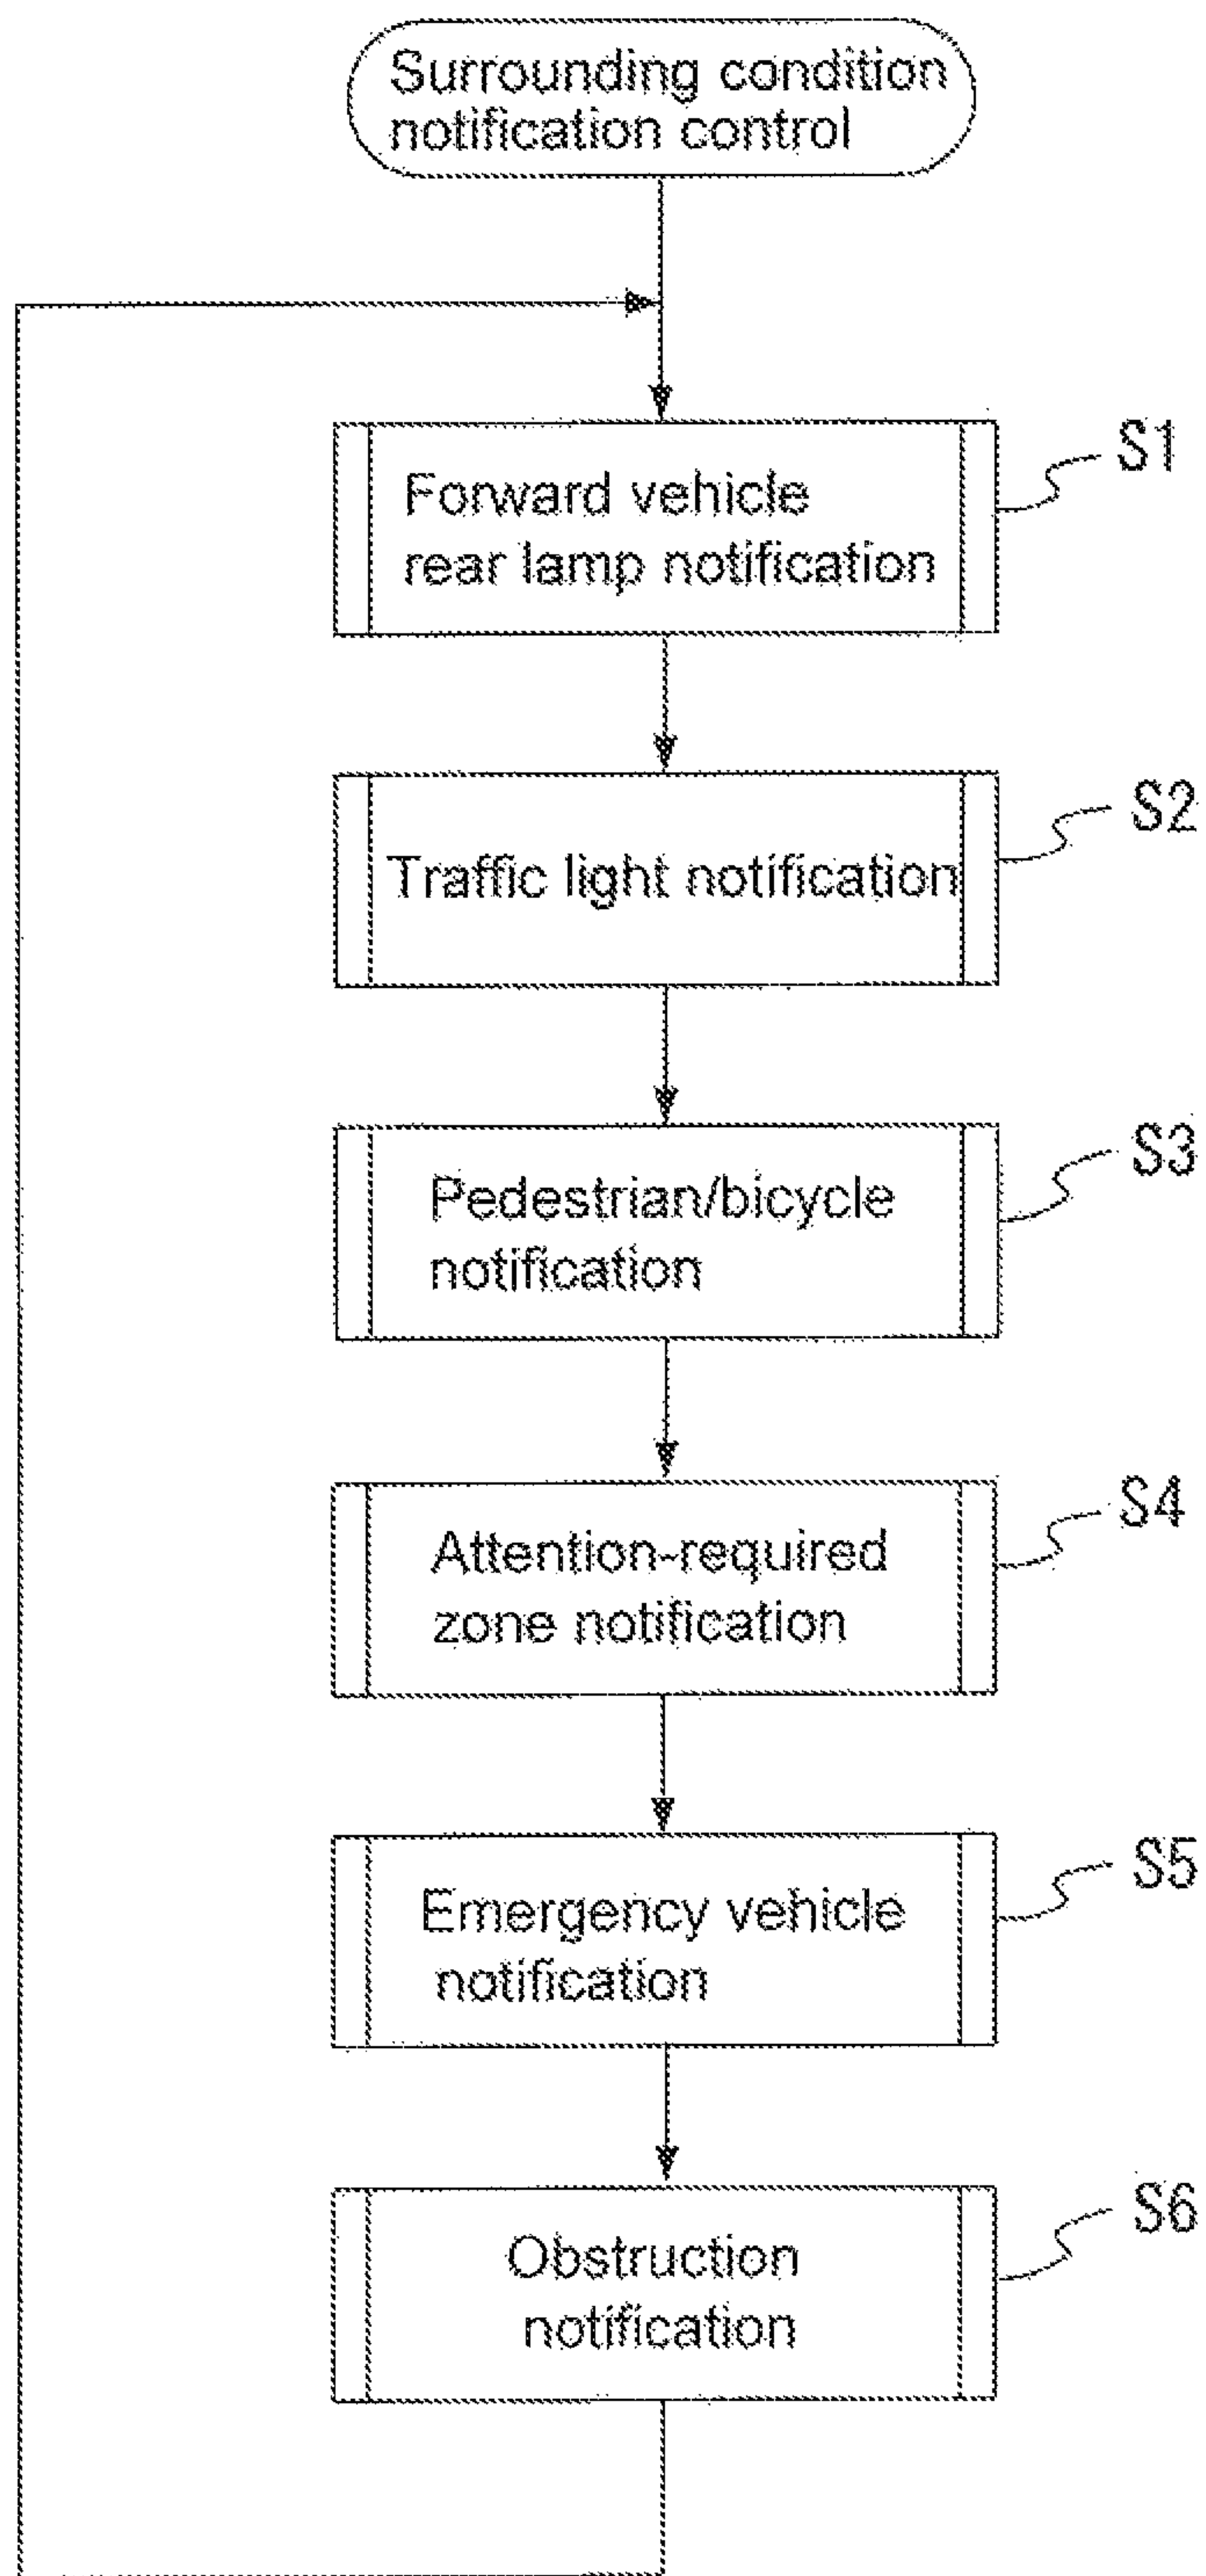 Surrounding condition
notification control
S1
Forward vehicle
rear lamp notification
S2
Traffic light notification
S3
Pedestrian/bicycle
notification
S4
Attention-required
zone notification
S5
Emergency vehicle
notification
S6
Obstruction
notification